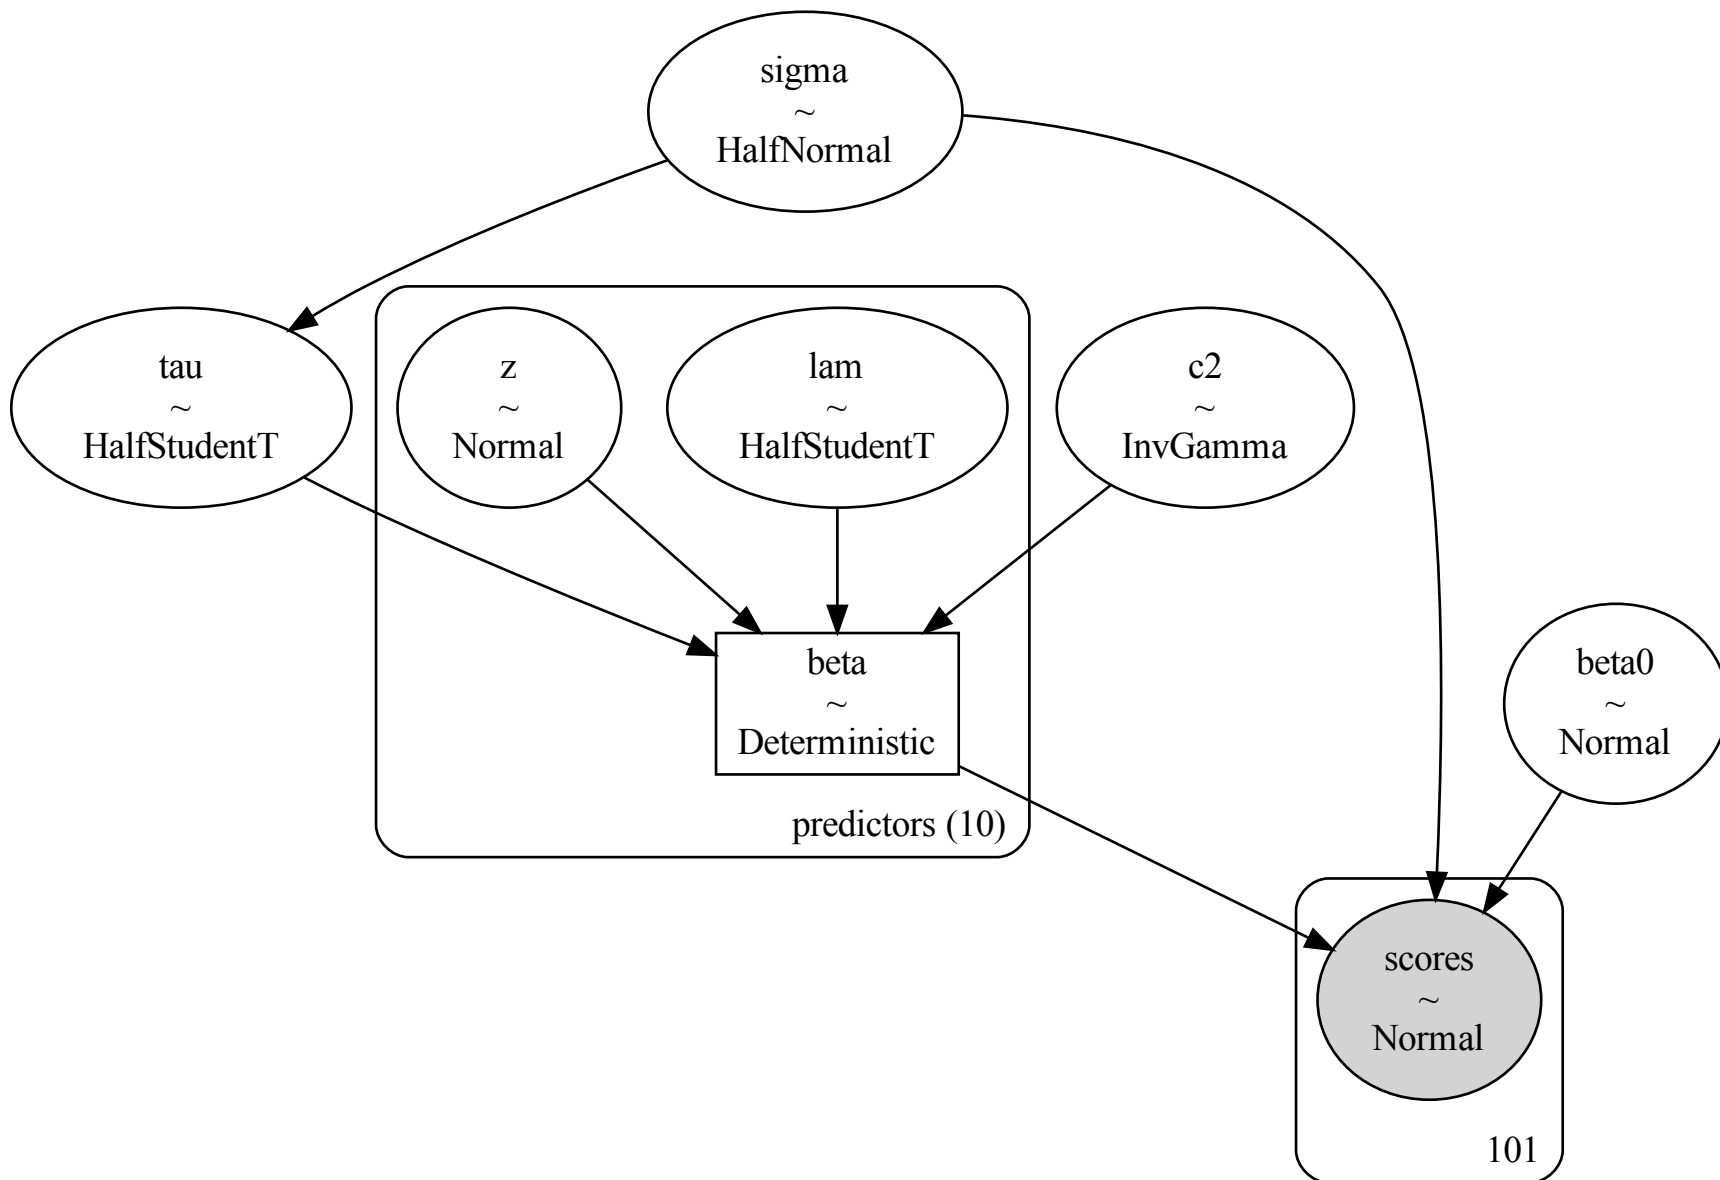 sigma
~
HalfNormal
tau
~
HalfStudentT
z
~
Normal
lam
~
HalfStudentT
c2
~
InvGamma
beta
~
Deterministic
predictors (10)
beta0
~
Normal
scores
~
Normal
101